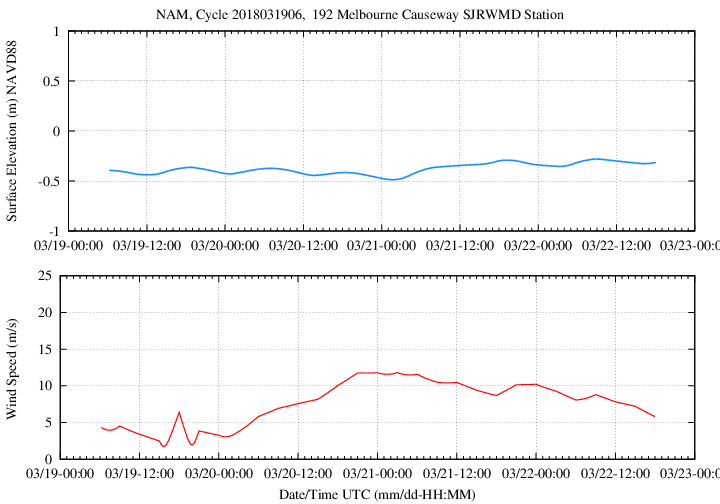 NAM, Cycle 2018031906,  192 Melbourne Causeway SJRWMD Station
Surface Elevation (m) NAVD88
1
0.5
0
-0.5
-1
03/19-00:00 03/19-12:00 03/20-00:00 03/20-12:00 03/21-00:00 03/21-12:00 03/22-00:00 03/22-12:00 03/23-0
Wind Speed (m/s)
25
20
15
10
5
0
03/19-00:00 03/19-12:00 03/20-00:00 03/20-12:00 03/21-00:00 03/21-12:00 03/22-00:00 03/22-12:00 03/23-0
Date/Time UTC (mm/dd-HH:MM)